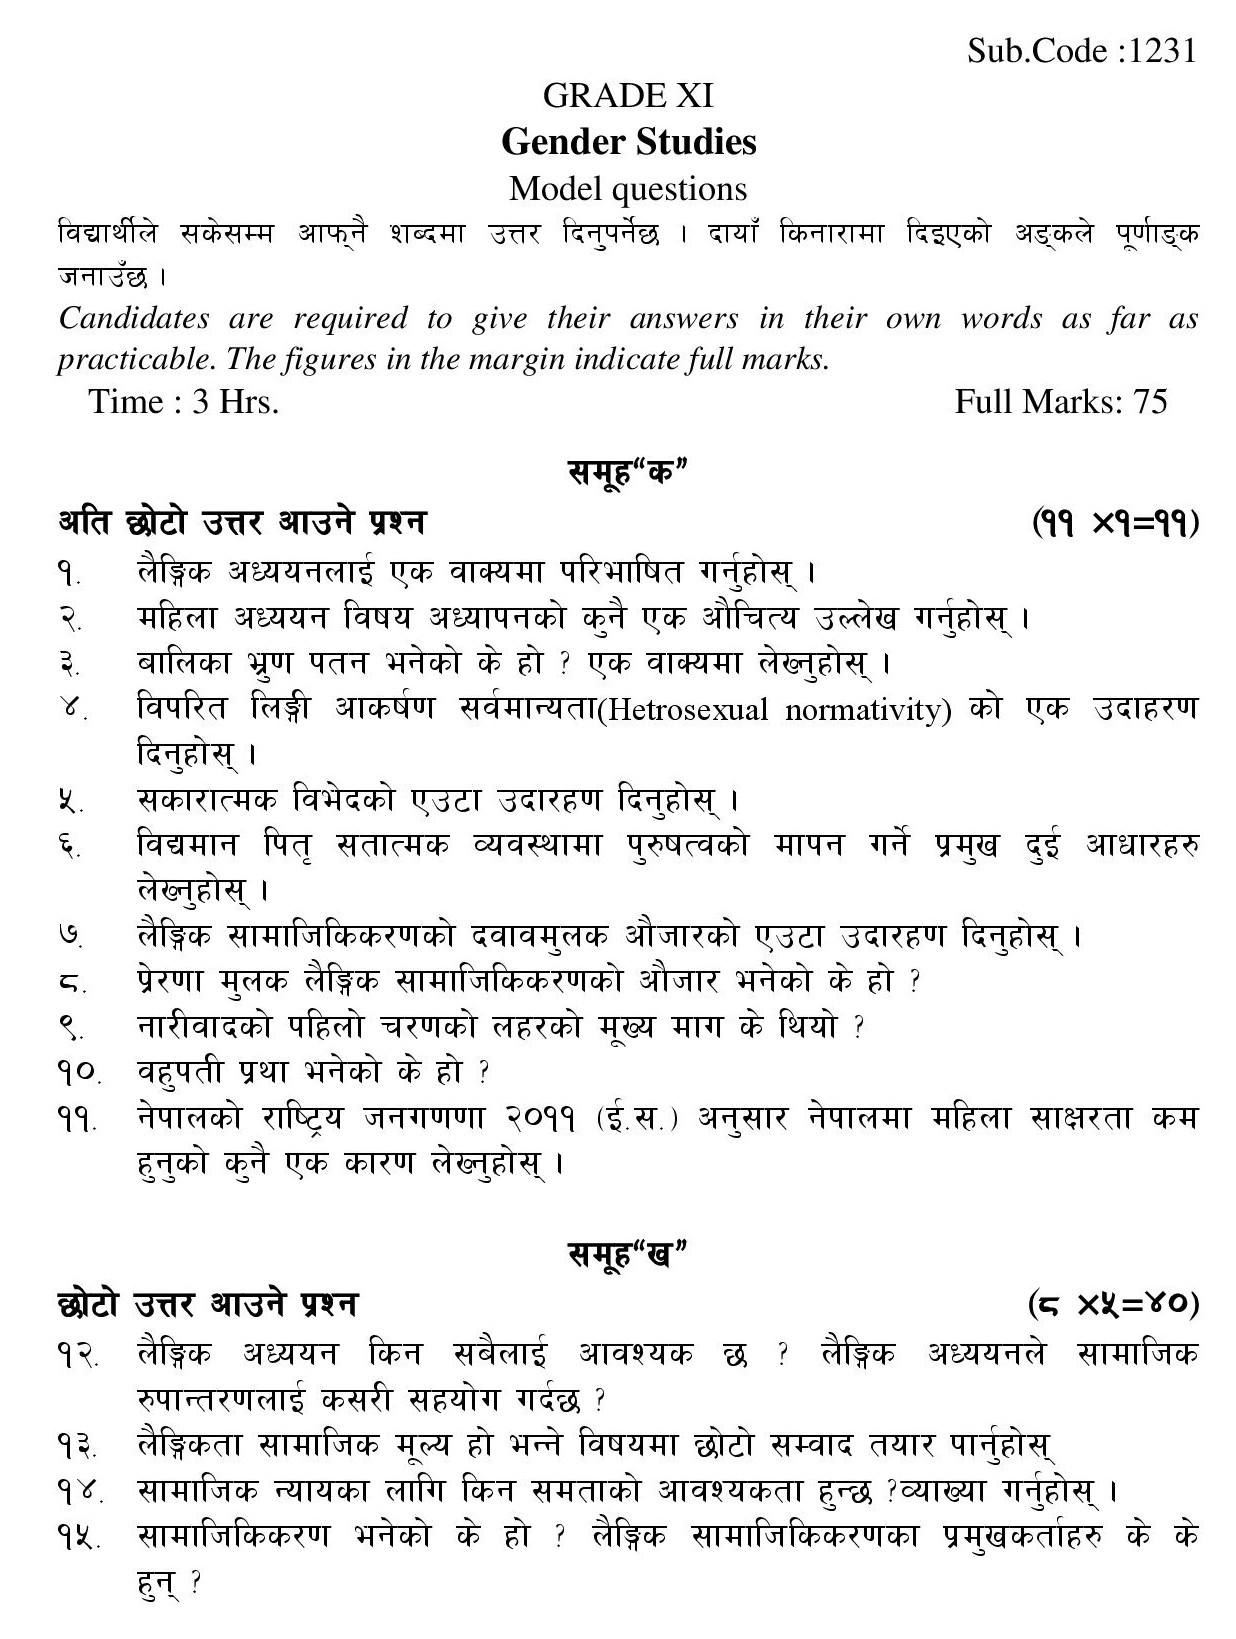 Sub.Code :1231
GRADE XI
Gender Studies
Model questions
विद्यार्थीले सकेसम्म आफ्नै शब्दमा उत्तर दिनुपर्नेछ । दायाँ किनारामा दिइएको अङ्कले पूर्णाङ्क
जनाउँछ ।
Candidates are required to give their answers in their own words as far as
practicable. The figures in the margin indicate full marks.
Time : 3 Hrs. Full Marks: 75
समूह“क”
अति छोटो उत्तर आउने प्रश्न (११ ×१=११)
१. लैङ्गिक अध्ययनलाई एक वाक्यमा परिभाषित गर्नुहोस् ।
२. महिला अध्ययन विषय अध्यापनको कुनै एक औचित्य उल्लेख गर्नुहोस् ।
३. बालिका भ्रुण पतन भनेको के हो ? एक वाक्यमा लेख्नुहोस् ।
४. विपरित लिङ्गी आकर्षण सर्वमान्यता(Hetrosexual normativity) को एक उदाहरण
दिनुहोस् ।
५. सकारात्मक विभेदको एउटा उदारहण दिनुहोस् ।
६. विद्यमान पितृ सतात्मक व्यवस्थामा पुरुषत्वको मापन गर्ने प्रमुख दुई आधारहरु
लेख्नुहोस् ।
७. लैङ्गिक सामाजिकिककरणको दवावमुलक औजारको एउटा उदारहण दिनुहोस् ।
८. प्रेरणा मुलक लैङ्गिक सामाजिकिककरणको औजार भनेको के हो ?
९. नारीवादको पहिलो चरणको लहरको मूख्य माग के थियो ?
१०. वहुपती प्रथा भनेको के हो ?
११. नेपालको राष्ट्रिय जनगणणा २०११ (ई.स.) अनुसार नेपालमा महिला साक्षरता कम
हुनुको कुनै एक कारण लेख्नुहोस् ।
समूह“ख”
छोटो उत्तर आउने प्रश्न (८ ×५=४०)
१२. लैङ्गिक अध्ययन किन सबैलाई आवश्यक छ ? लैङ्गिक अध्ययनले सामाजिक
रुपान्तरणलाई कसरी सहयोग गर्दछ ?
१३. लैङ्गिकता सामाजिक मूल्य हो भन्ने विषयमा छोटो सम्वाद तयार पार्नुहोस्
१४. सामाजिक न्यायका लागि किन समताको आवश्यकता हुन्छ ?व्याख्या गर्नुहोस् ।
१५. सामाजिकिककरण भनेको के हो ? लैङ्गिक सामाजिकिककरणका प्रमुखकर्ताहरु के के
हुन् ?